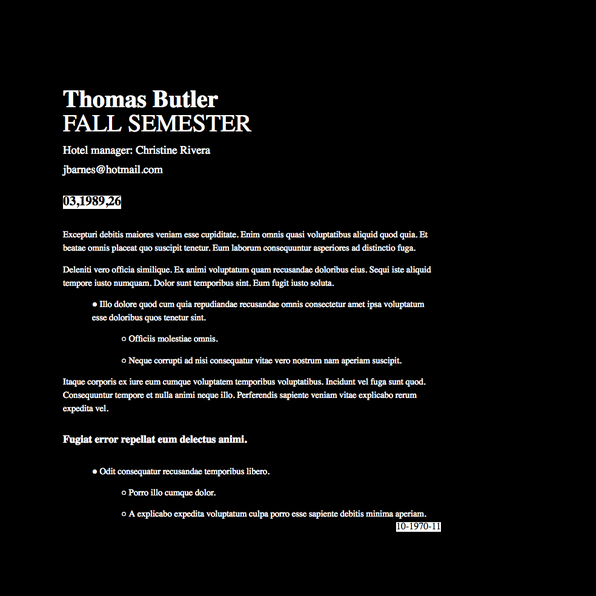 Thomas Butler
FALL SEMESTER
Hotel manager: Christine Rivera
jbarnes@hotmail.com
03,1989,26
Excepturi debitis maiores veniam esse cupiditate. Enim omnis quasi voluptatibus aliquid quod quia. Et
beatae omnis placeat quo suscipit tenetur. Eum laborum consequuntur asperiores ad distinctio fuga.
Deleniti vero officia similique. Ex animi voluptatum quam recusandae doloribus eius. Sequi iste aliquid
tempore iusto numquam. Dolor sunt temporibus sint. Eum fugit iusto soluta.
● Illo dolore quod cum quia repudiandae recusandae omnis consectetur amet ipsa voluptatum
esse doloribus quos tenetur sint.
○ Officiis molestiae omnis.
○ Neque corrupti ad nisi consequatur vitae vero nostrum nam aperiam suscipit.
Itaque corporis ex iure eum cumque voluptatem temporibus voluptatibus. Incidunt vel fuga sunt quod.
Consequuntur tempore et nulla animi neque illo. Perferendis sapiente veniam vitae explicabo rerum
expedita vel.
Fugiat error repellat eum delectus animi.
● Odit consequatur recusandae temporibus libero.
○ Porro illo cumque dolor.
○ A explicabo expedita voluptatum culpa porro esse sapiente debitis minima aperiam.
10-1970-11